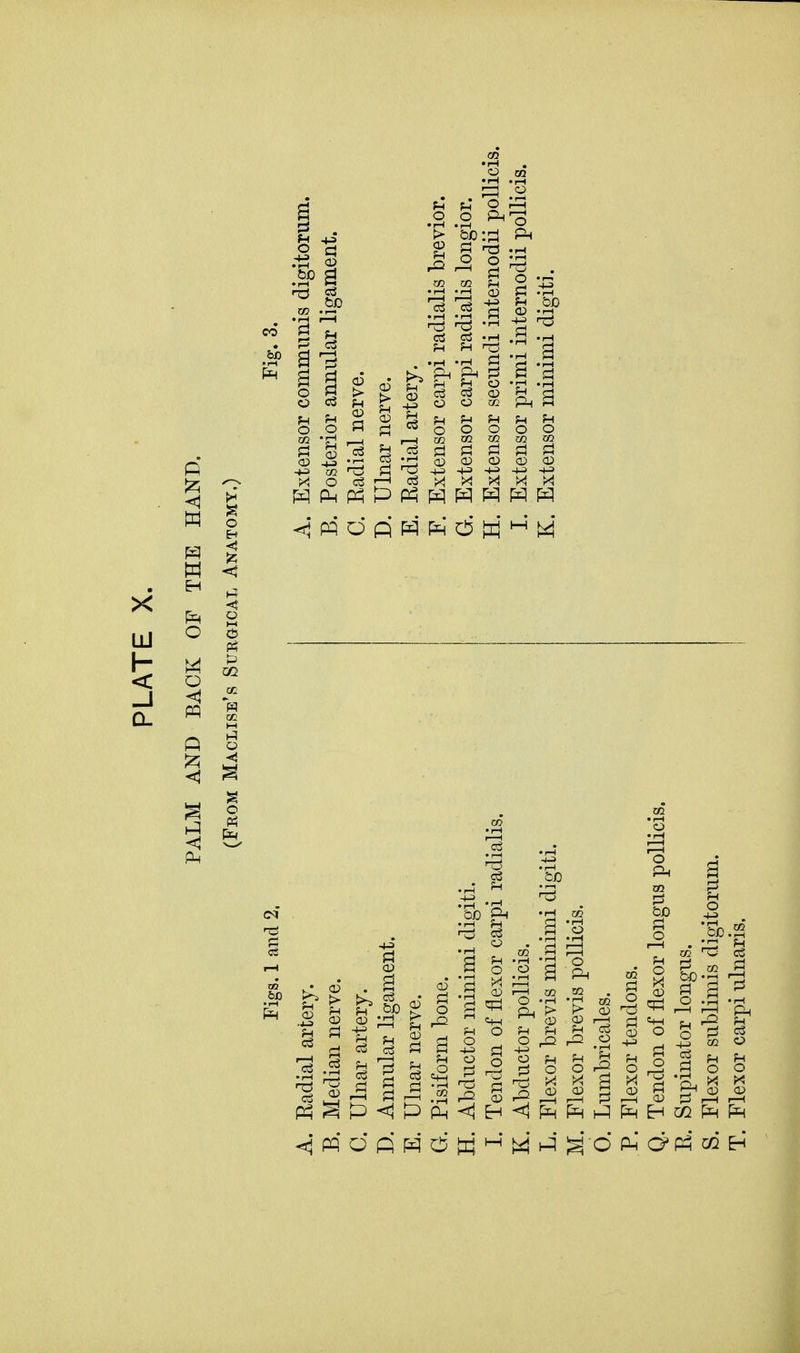 PLATE X.
PALM AND BACK OF THE HAND.
(From Maclise's Surgical Anatomy.)
Figs. 1 and 2.
A. Radial artery.
B. Median nerve.
C. Ulnar artery.
D. Annular ligament.
E. Ulnar nerve.
G. Pisiform bone.
H. Abductor minimi digiti.
I. Tendon of flexor carpi radialis.
K. Abductor pollicis.
L. Flexor brevis minimi digiti.
M. Flexor brevis pollicis.
O. Lumbricales.
P. Flexor tendons.
Q. Tendon of flexor longus pollicis.
R. Supinator longus.
S. Flexor sublimis digitorum.
T. Flexor carpi ulnaris.
Fig. 3.
A. Extensor communis digitorum.
B. Posterior annular ligament.
C. Radial nerve.
D. Ulnar nerve.
E. Radial artery.
F. Extensor carpi radialis brevior.
G. Extensor carpi radialis longior.
H. Extensor secundi internodii pollicis.
I. Extensor primi internodii pollicis.
K. Extensor minimi digiti.